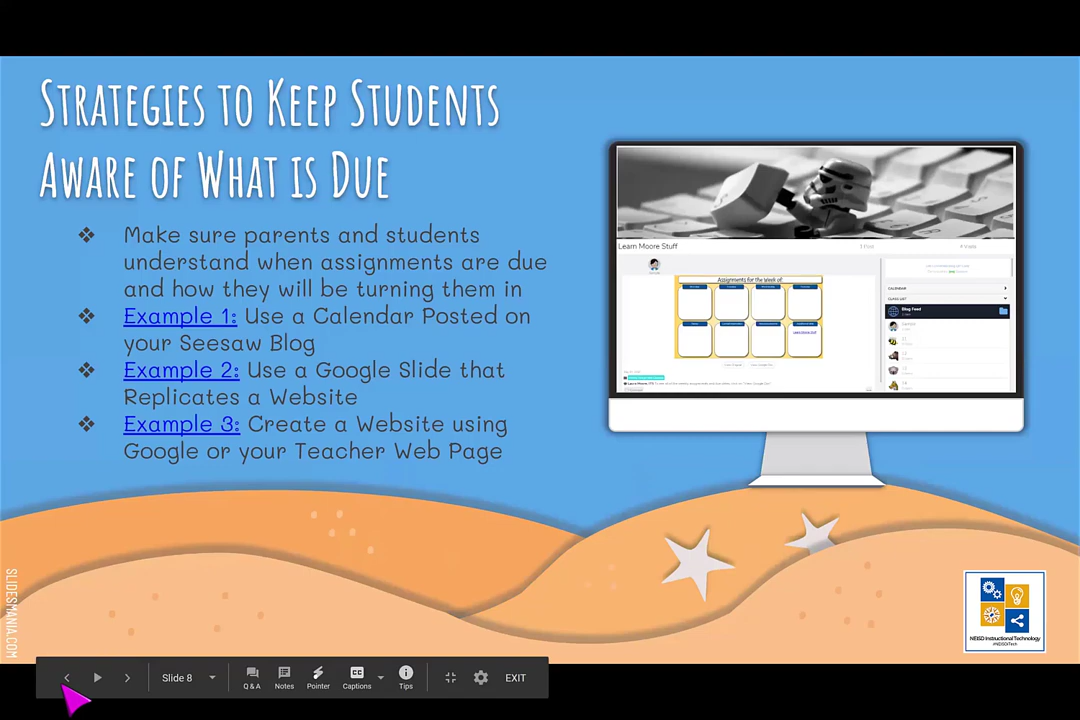 Strategies to Keep Students
Aware of What is Due
❖ Make sure parents and students
understand when assignments are due
and how they will be turning them in
❖ Example 1: Use a Calendar Posted on
your Seesaw Blog
❖ Example 2: Use a Google Slide that
Replicates a Website
❖ Example 3: Create a Website using
Google or your Teacher Web Page
Learn Moore Stuff
Assignments for the Week of:
CALENDAR
CLASS LIST
Blog Feed
SLIDESMANIA.COM
NEISD Instructional Technology
#NEISDiTech
Slide 8
Q & A
Notes
Pointer
Captions
Tips
EXIT